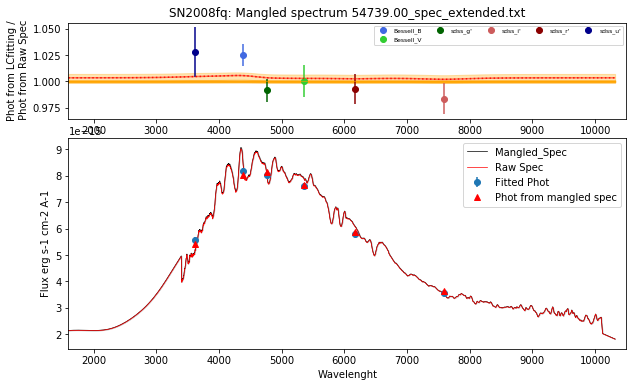 SN2008fq: Mangled spectrum 54739.00_spec_extended.txt
Phot from LCfitting /
Phot from Raw Spec
1.050
1.025
1.000
0.975
Bessell_B
Bessell_V
sdss_g'
sdss_i'
sdss_r'
sdss_u'
2000 3000 4000 5000 6000 7000 8000 9000 10000
1e−15
Flux erg s-1 cm-2 A-1
9
8
7
6
5
4
3
2
Mangled_Spec
Raw Spec
Fitted Phot
Phot from mangled spec
2000 3000 4000 5000 6000 7000 8000 9000 10000
Wavelenght